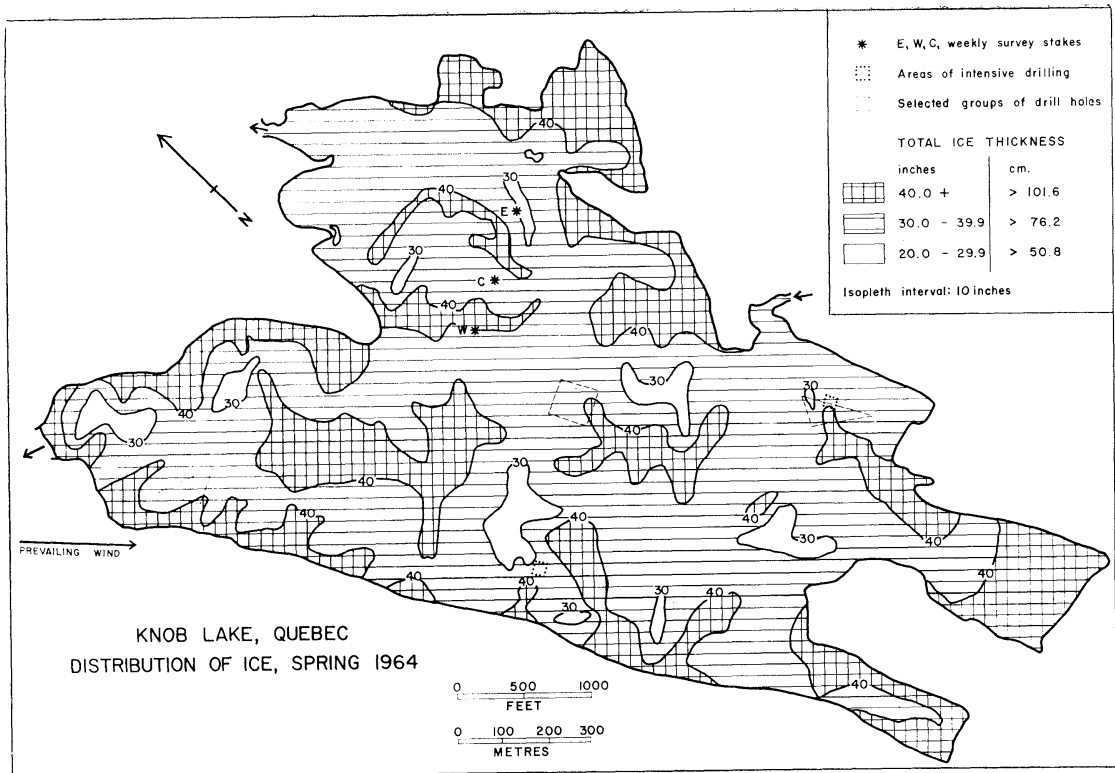 E, W, C, weekly survey stakes
Areas of intensive drilling
Selected groups of drill holes
TOTAL ICE THICKNESS
inches cm.
40.0 + > 101.6
30.0 - 39.9 > 76.2
20.0 - 29.9 > 50.8
Isopleth interval: 10 inches
N
40
30
40
E
30
C
40
W
40
30
30
40
30
30
40
40
30
40
40
40
30
30
40
40
40
40
30
30
40
40
40
PREVAILING WIND
KNOB LAKE, QUEBEC
DISTRIBUTION OF ICE, SPRING 1964
0 500 1000
FEET
0 100 200 300
METRES